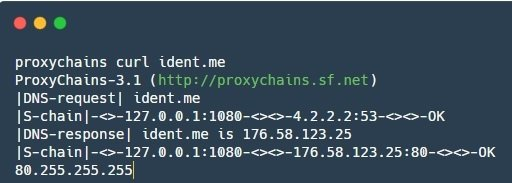 proxychains curl ident.me
ProxyChains-3.1 (http://proxychains.sf.net)
|DNS-request| ident.me
|S-chain|-<>-127.0.0.1:1080-<><>-4.2.2.2:53-<><>-OK
|DNS-response| ident.me is 176.58.123.25
|S-chain|-<>-127.0.0.1:1080-<><>-176.58.123.25:80-<><>-OK
80.255.255.255